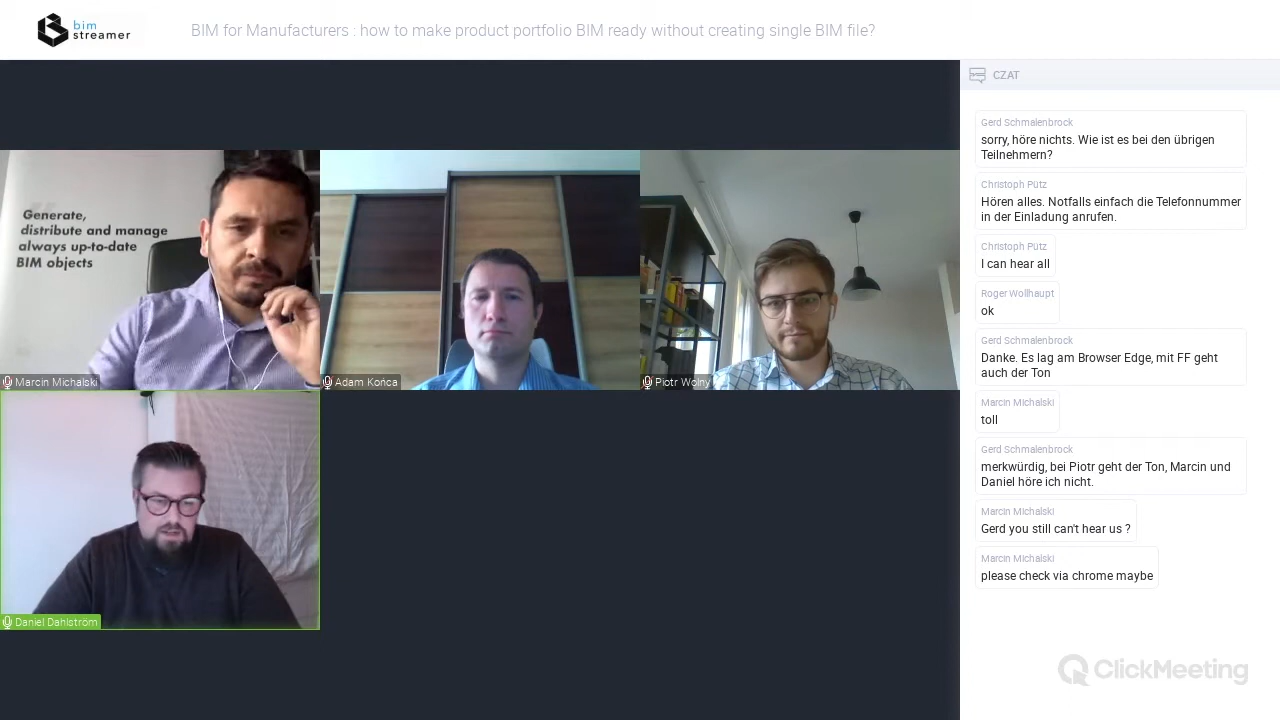 bim
streamer
BIM for Manufacturers : how to make product portfolio BIM ready without creating single BIM file?
CZAT
Generate,
distribute and manage
always up-to-date
BIM objects
Marcin Michalski
Adam Końca
Piotr Wolny
Daniel Dahlström
Gerd Schmalenbrock
sorry, höre nichts. Wie ist es bei den übrigen
Teilnehmern?
Christoph Pütz
Hören alles. Notfalls einfach die Telefonnummer
in der Einladung anrufen.
Christoph Pütz
I can hear all
Roger Wollhaupt
ok
Gerd Schmalenbrock
Danke. Es lag am Browser Edge, mit FF geht
auch der Ton
Marcin Michalski
toll
Gerd Schmalenbrock
merkwürdig, bei Piotr geht der Ton, Marcin und
Daniel höre ich nicht.
Marcin Michalski
Gerd you still can't hear us ?
Marcin Michalski
please check via chrome maybe
ClickMeeting